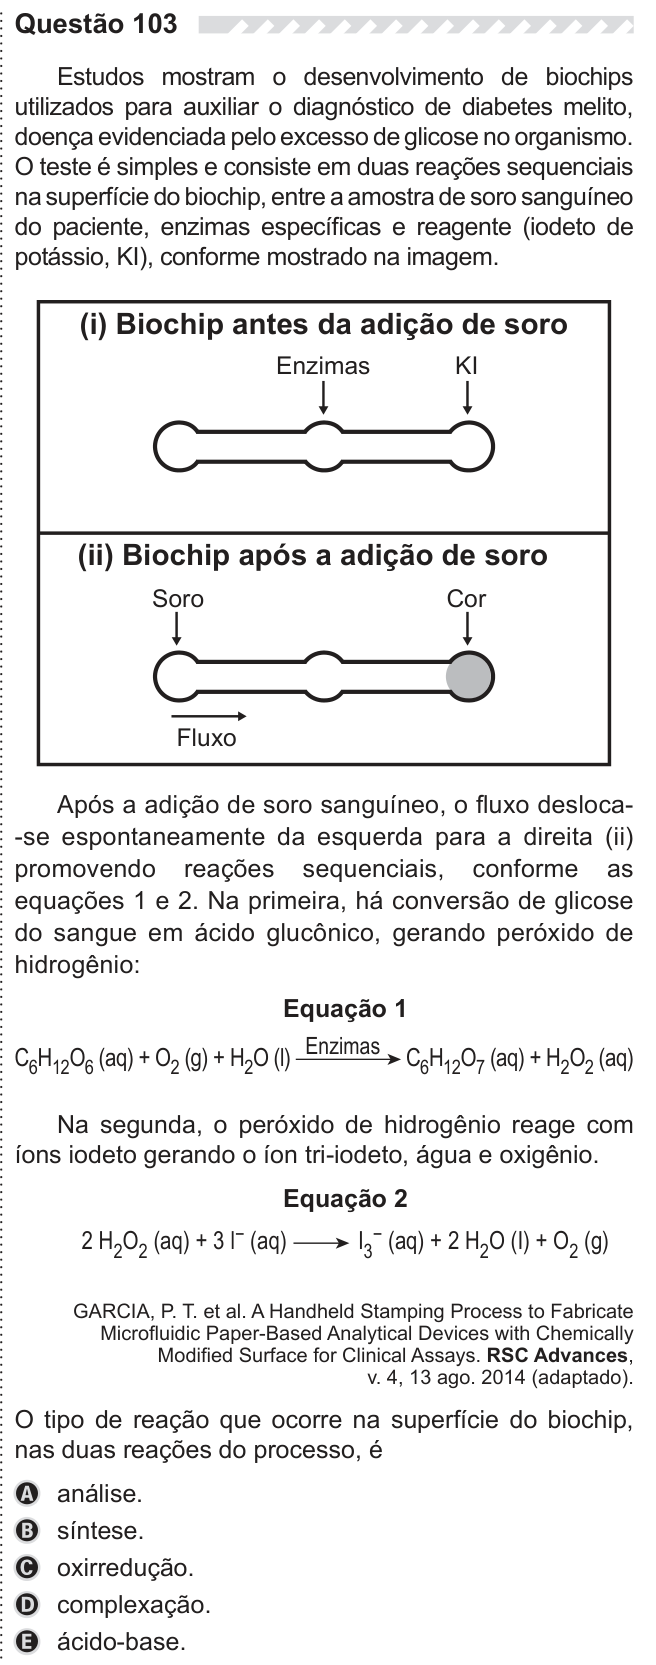 Questão 103
Estudos mostram o desenvolvimento de biochips
utilizados para auxiliar o diagnóstico de diabetes melito,
doença evidenciada pelo excesso de glicose no organismo.
O teste é simples e consiste em duas reações sequenciais
na superfície do biochip, entre a amostra de soro sanguíneo
do paciente, enzimas específicas e reagente (iodeto de
potássio, KI), conforme mostrado na imagem.
(i) Biochip antes da adição de soro
Enzimas KI
(ii) Biochip após a adição de soro
Soro Cor
Fluxo
Após a adição de soro sanguíneo, o fluxo desloca-
-se espontaneamente da esquerda para a direita (ii)
promovendo reações sequenciais, conforme as
equações 1 e 2. Na primeira, há conversão de glicose
do sangue em ácido glucônico, gerando peróxido de
hidrogênio:
Equação 1
C₆H₁₂O₆ (aq) + O₂ (g) + H₂O (l) Enzimas → C₆H₁₂O₇ (aq) + H₂O₂ (aq)
Na segunda, o peróxido de hidrogênio reage com
íons iodeto gerando o íon tri-iodeto, água e oxigênio.
Equação 2
2 H₂O₂ (aq) + 3 I⁻ (aq) → I₃⁻ (aq) + 2 H₂O (l) + O₂ (g)
GARCIA, P. T. et al. A Handheld Stamping Process to Fabricate
Microfluidic Paper-Based Analytical Devices with Chemically
Modified Surface for Clinical Assays. RSC Advances,
v. 4, 13 ago. 2014 (adaptado).
O tipo de reação que ocorre na superfície do biochip,
nas duas reações do processo, é
A análise.
B síntese.
C oxirredução.
D complexação.
E ácido-base.